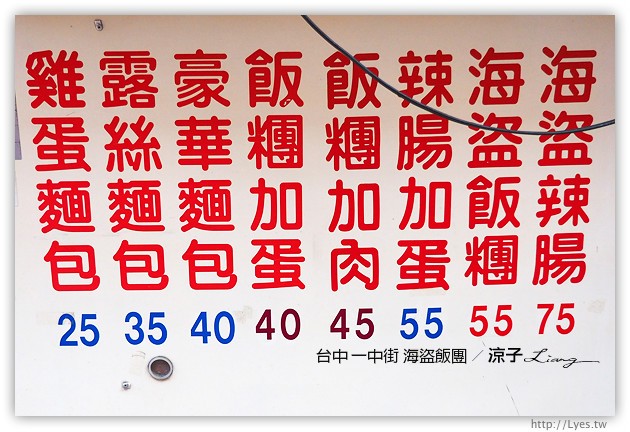 海盜辣腸 75
海盜飯糰 55
辣腸加蛋 55
飯糰加肉 45
飯糰加蛋 40
豪華麵包 40
露絲麵包 35
雞蛋麵包 25
台中 一中街 海盜飯團 / 涼子 Liang
http://Lyes.tw